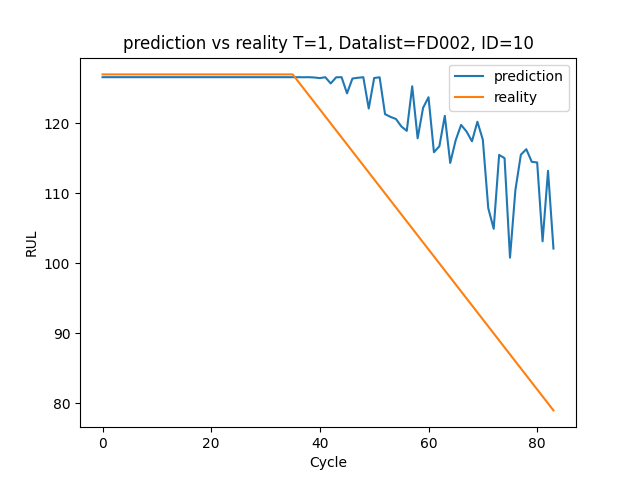 prediction vs reality T=1, Datalist=FD002, ID=10
prediction
reality
120
110
100
90
80
RUL
0 20 40 60 80
Cycle